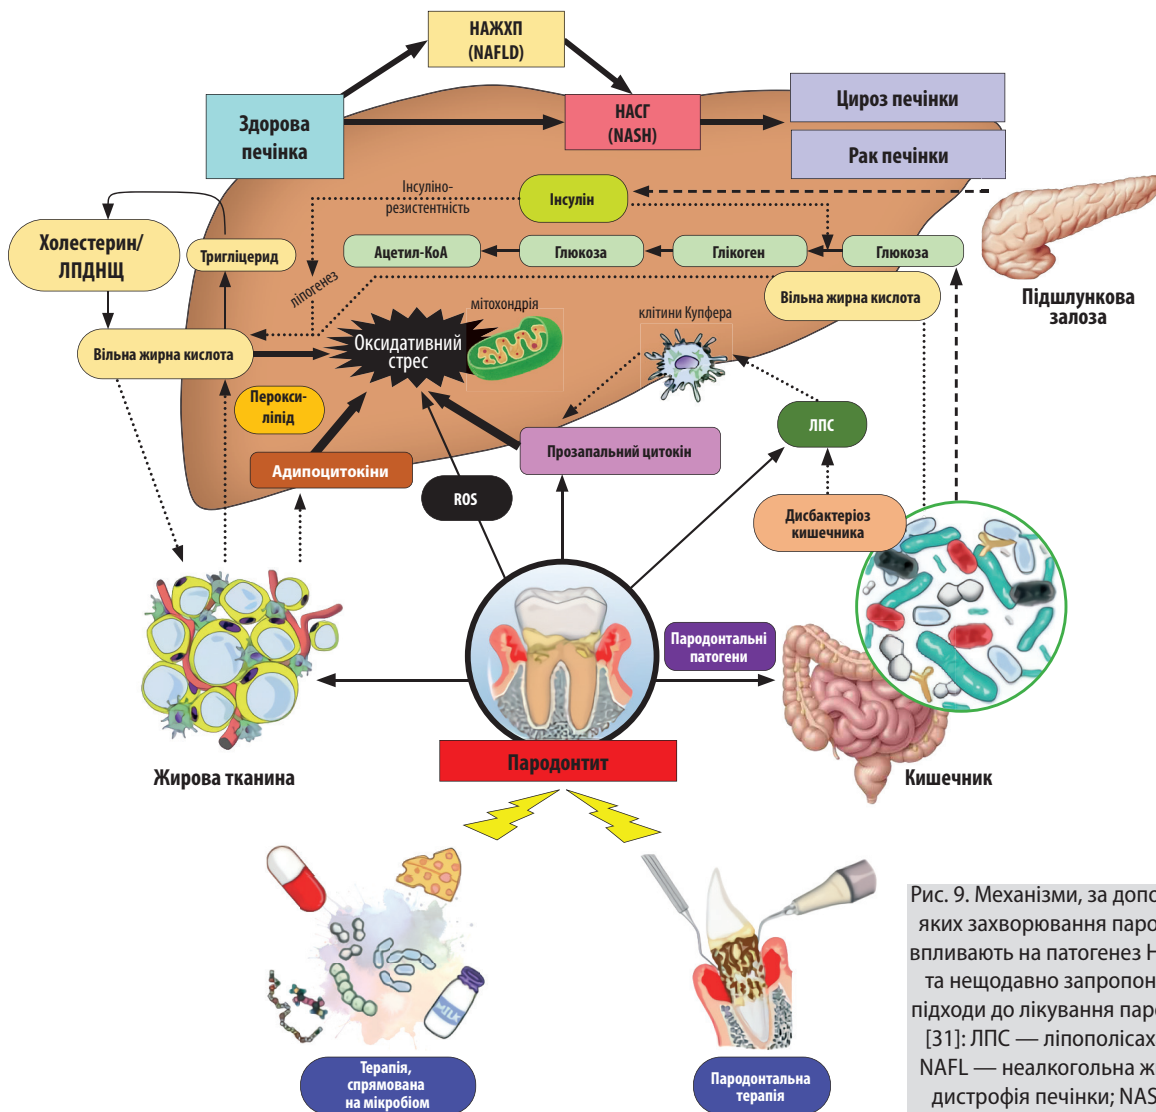 НАЖХП
(NAFLD)
Здорова
печінка
НАСГ
(NASH)
Цироз печінки
Рак печінки
Інсуліно-
резистентність
Інсулін
Холестерин/
ЛПДНЩ
Тригліцерид
Ацетил-КоА
Глюкоза
Глікоген
Глюкоза
ліпогенез
Вільна жирна кислота
Підшлункова
залоза
мітохондрія
клітини Купфера
Вільна жирна кислота
Оксидативний
стрес
Перокси-
ліпід
ЛПС
Прозапальний цитокін
Адипоцитокіни
ROS
Дисбактеріоз
кишечника
Пародонтальні
патогени
Пародонтит
Жирова тканина
Кишечник
MILK
Терапія,
спрямована
на мікробіом
Пародонтальна
терапія
Рис. 9. Механізми, за допо
яких захворювання паро
впливають на патогенез Н
та нещодавно запропон
підходи до лікування паро
[31]: ЛПС — ліпополісах
NAFL — неалкогольна ж
дистрофія печінки; NAS